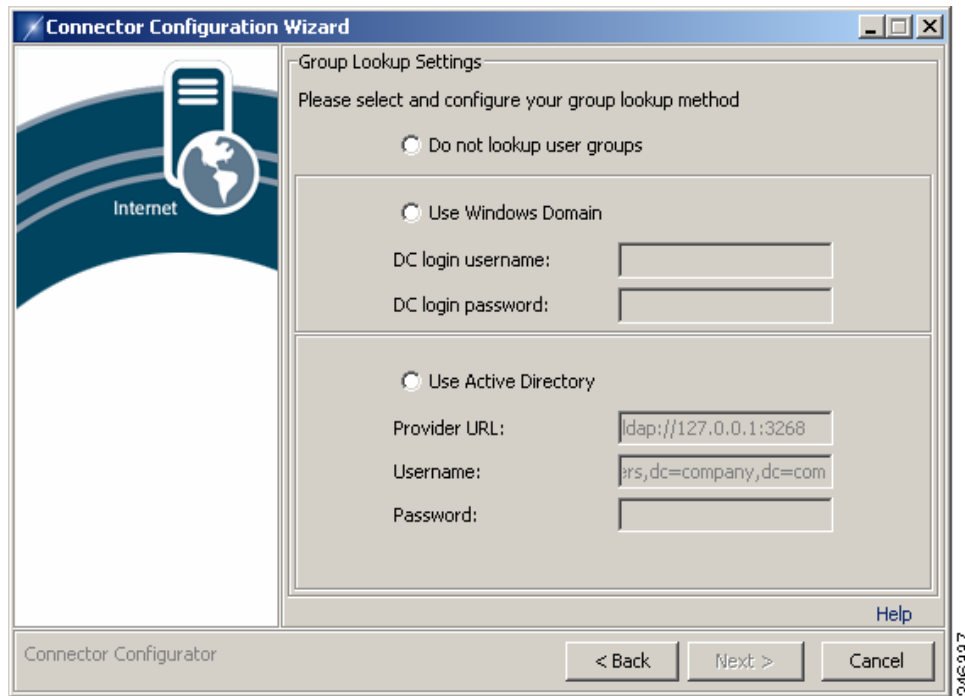 Connector Configuration Wizard
Group Lookup Settings
Please select and configure your group lookup method
Do not lookup user groups
Internet
Use Windows Domain
DC login username:
DC login password:
Use Active Directory
Provider URL: ldap://127.0.0.1:3268
Username: ers,dc=company,dc=com
Password:
Help
Connector Configurator
< Back Next > Cancel